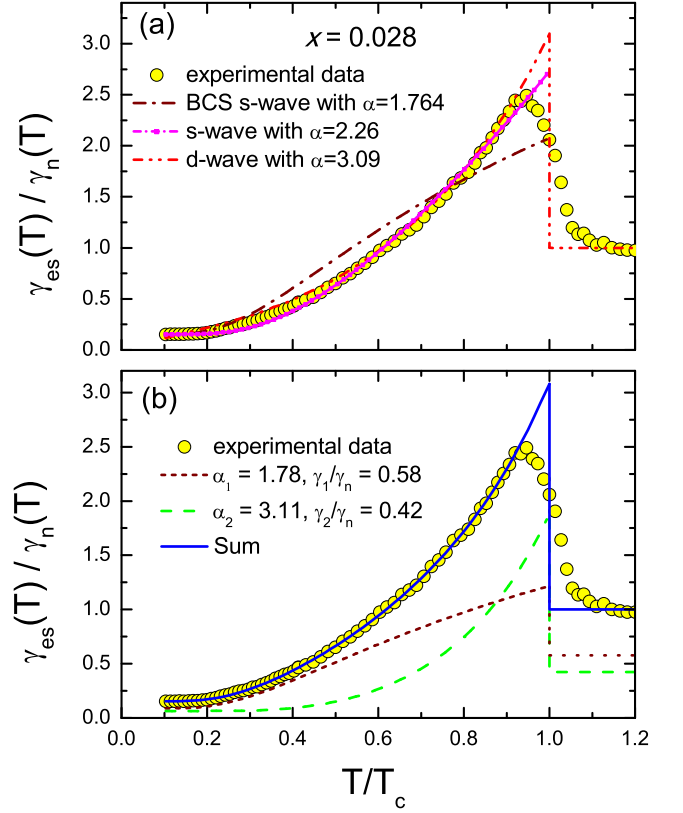 (a)
x = 0.028
experimental data
BCS s-wave with α=1.764
s-wave with α=2.26
d-wave with α=3.09
3.0
2.5
2.0
1.5
1.0
0.5
0.0
γes(T) / γn(T)
(b)
experimental data
α1 = 1.78, γ1/γn = 0.58
α2 = 3.11, γ2/γn = 0.42
Sum
3.0
2.5
2.0
1.5
1.0
0.5
0.0
γes(T) / γn(T)
0.0 0.2 0.4 0.6 0.8 1.0 1.2
T/Tc